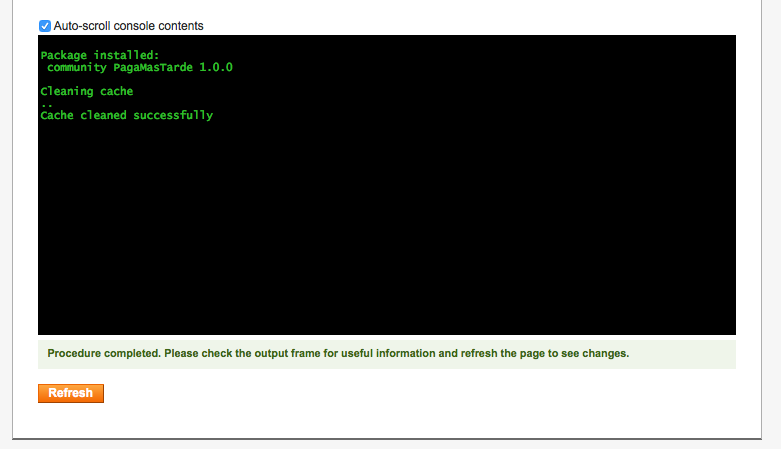 Auto-scroll console contents
Package installed:
community PagaMasTarde 1.0.0
Cleaning cache
..
Cache cleaned successfully
Procedure completed. Please check the output frame for useful information and refresh the page to see changes.
Refresh